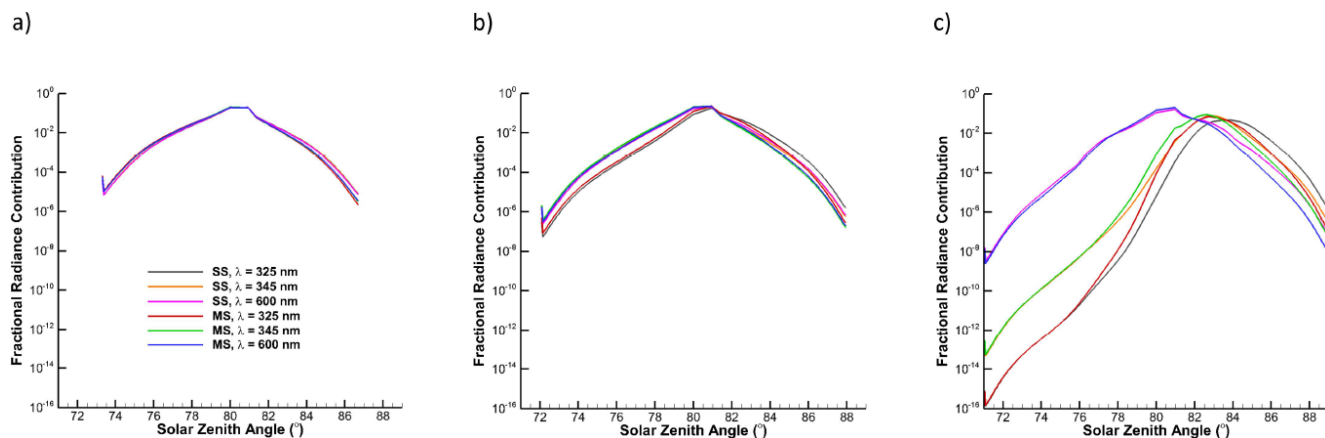 a)
b)
c)
Fractional Radiance Contribution
10^0
10^-2
10^-4
10^-6
10^-8
10^-10
10^-12
10^-14
10^-16
SS, λ = 325 nm
SS, λ = 345 nm
SS, λ = 600 nm
MS, λ = 325 nm
MS, λ = 345 nm
MS, λ = 600 nm
72 74 76 78 80 82 84 86 88
Solar Zenith Angle (°)
Fractional Radiance Contribution
10^0
10^-2
10^-4
10^-6
10^-8
10^-10
10^-12
10^-14
10^-16
72 74 76 78 80 82 84 86 88
Solar Zenith Angle (°)
Fractional Radiance Contribution
10^0
10^-2
10^-4
10^-6
10^-8
10^-10
10^-12
10^-14
10^-16
72 74 76 78 80 82 84 86 88
Solar Zenith Angle (°)